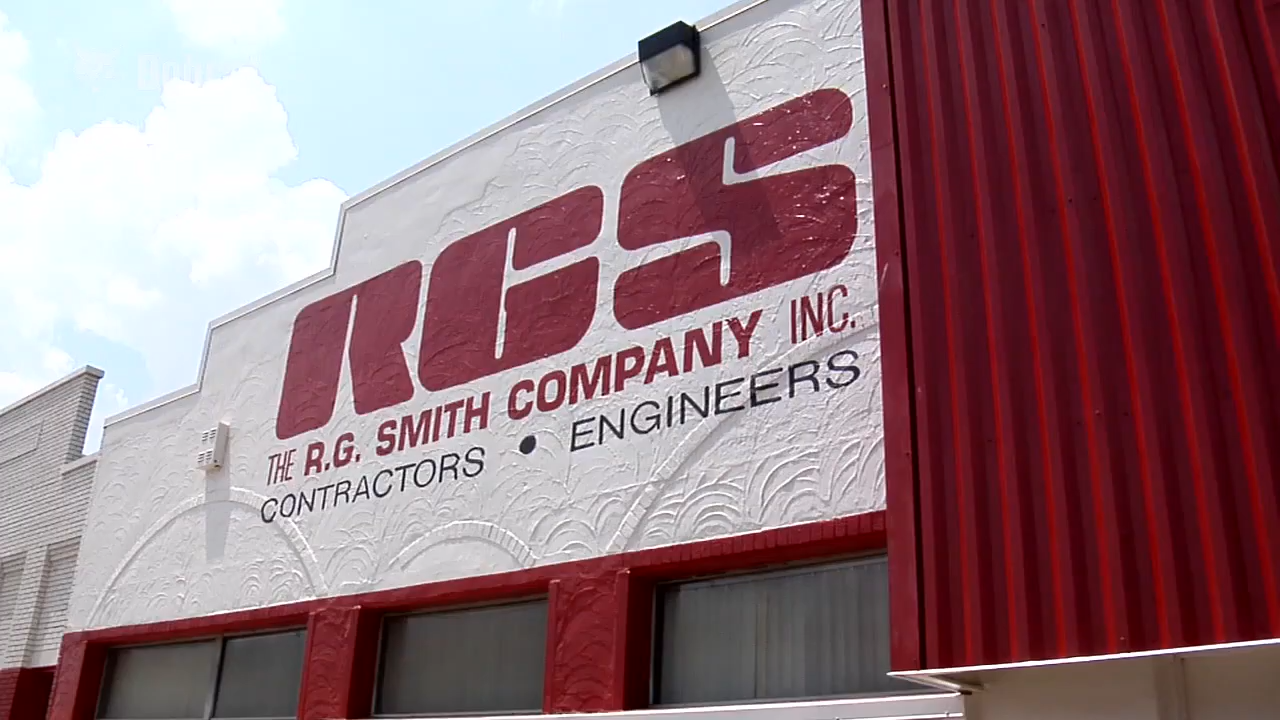 RGS
THE R.G. SMITH COMPANY INC.
CONTRACTORS • ENGINEERS